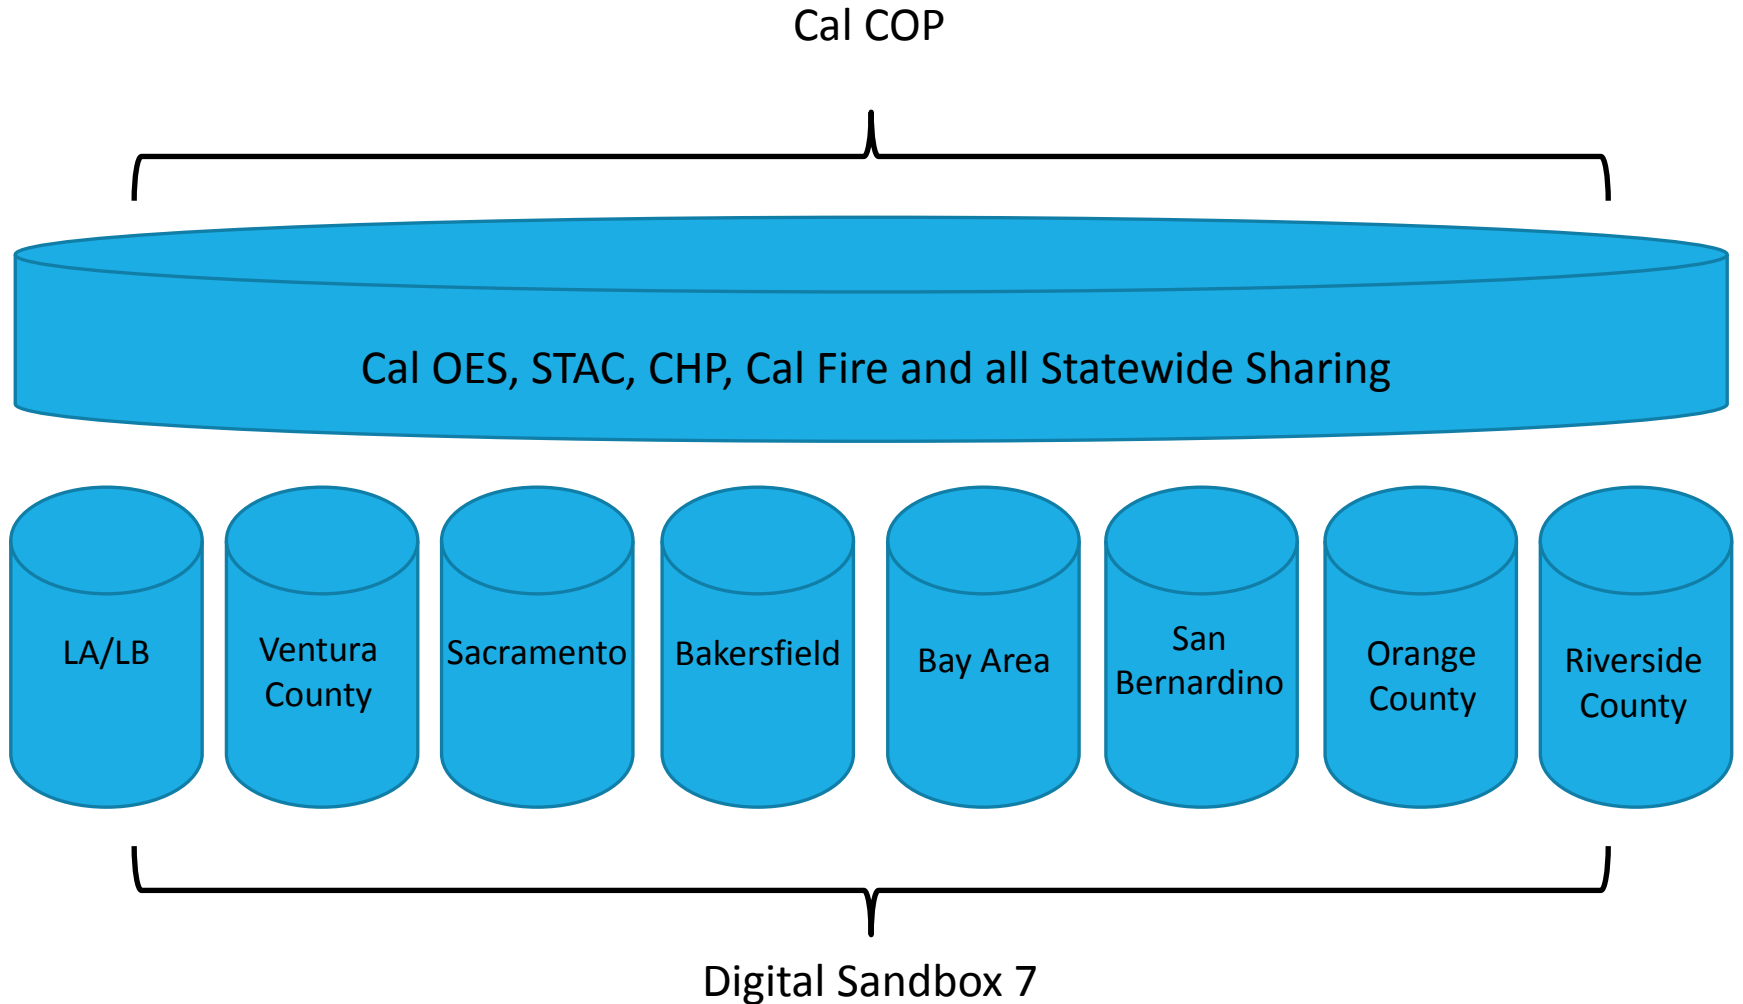 Cal COP
Cal OES, STAC, CHP, Cal Fire and all Statewide Sharing
LA/LB
Ventura
County
Sacramento
Bakersfield
Bay Area
San
Bernardino
Orange
County
Riverside
County
Digital Sandbox 7